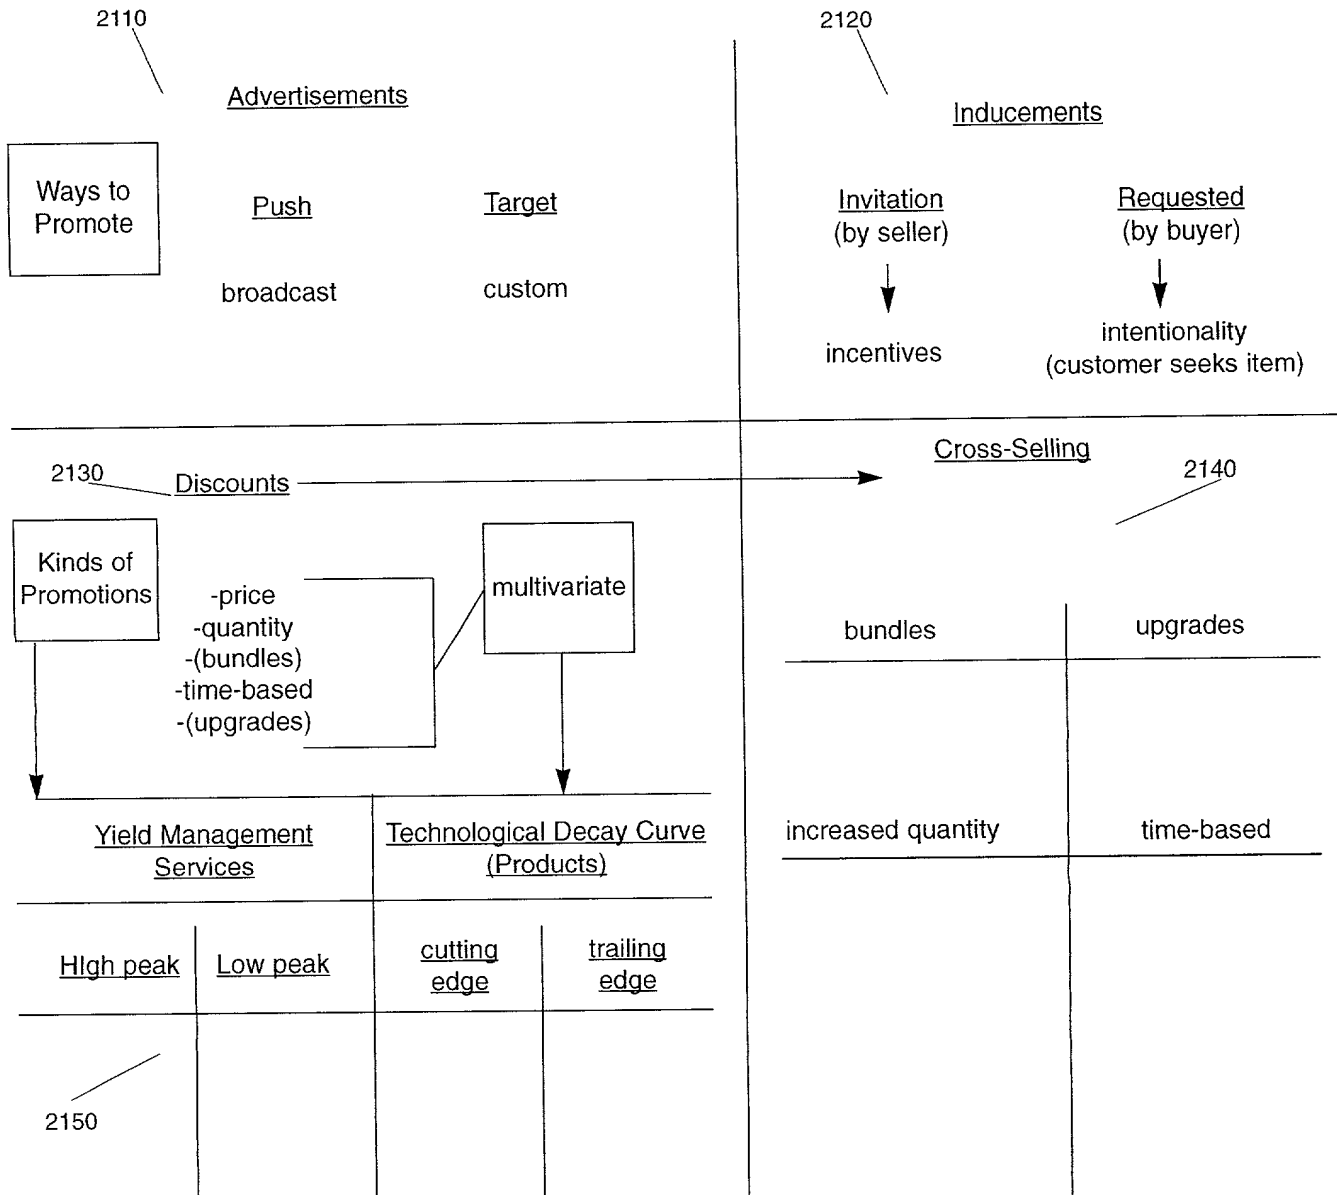 2110
Advertisements
Ways to
Promote
Push
Target
broadcast
custom
2120
Inducements
Invitation
(by seller)
Requested
(by buyer)
incentives
intentionality
(customer seeks item)
2130
Discounts
Kinds of
Promotions
-price
-quantity
-(bundles)
-time-based
-(upgrades)
multivariate
Cross-Selling
2140
bundles
upgrades
increased quantity
time-based
Yield Management
Services
Technological Decay Curve
(Products)
HIgh peak
Low peak
cutting
edge
trailing
edge
2150